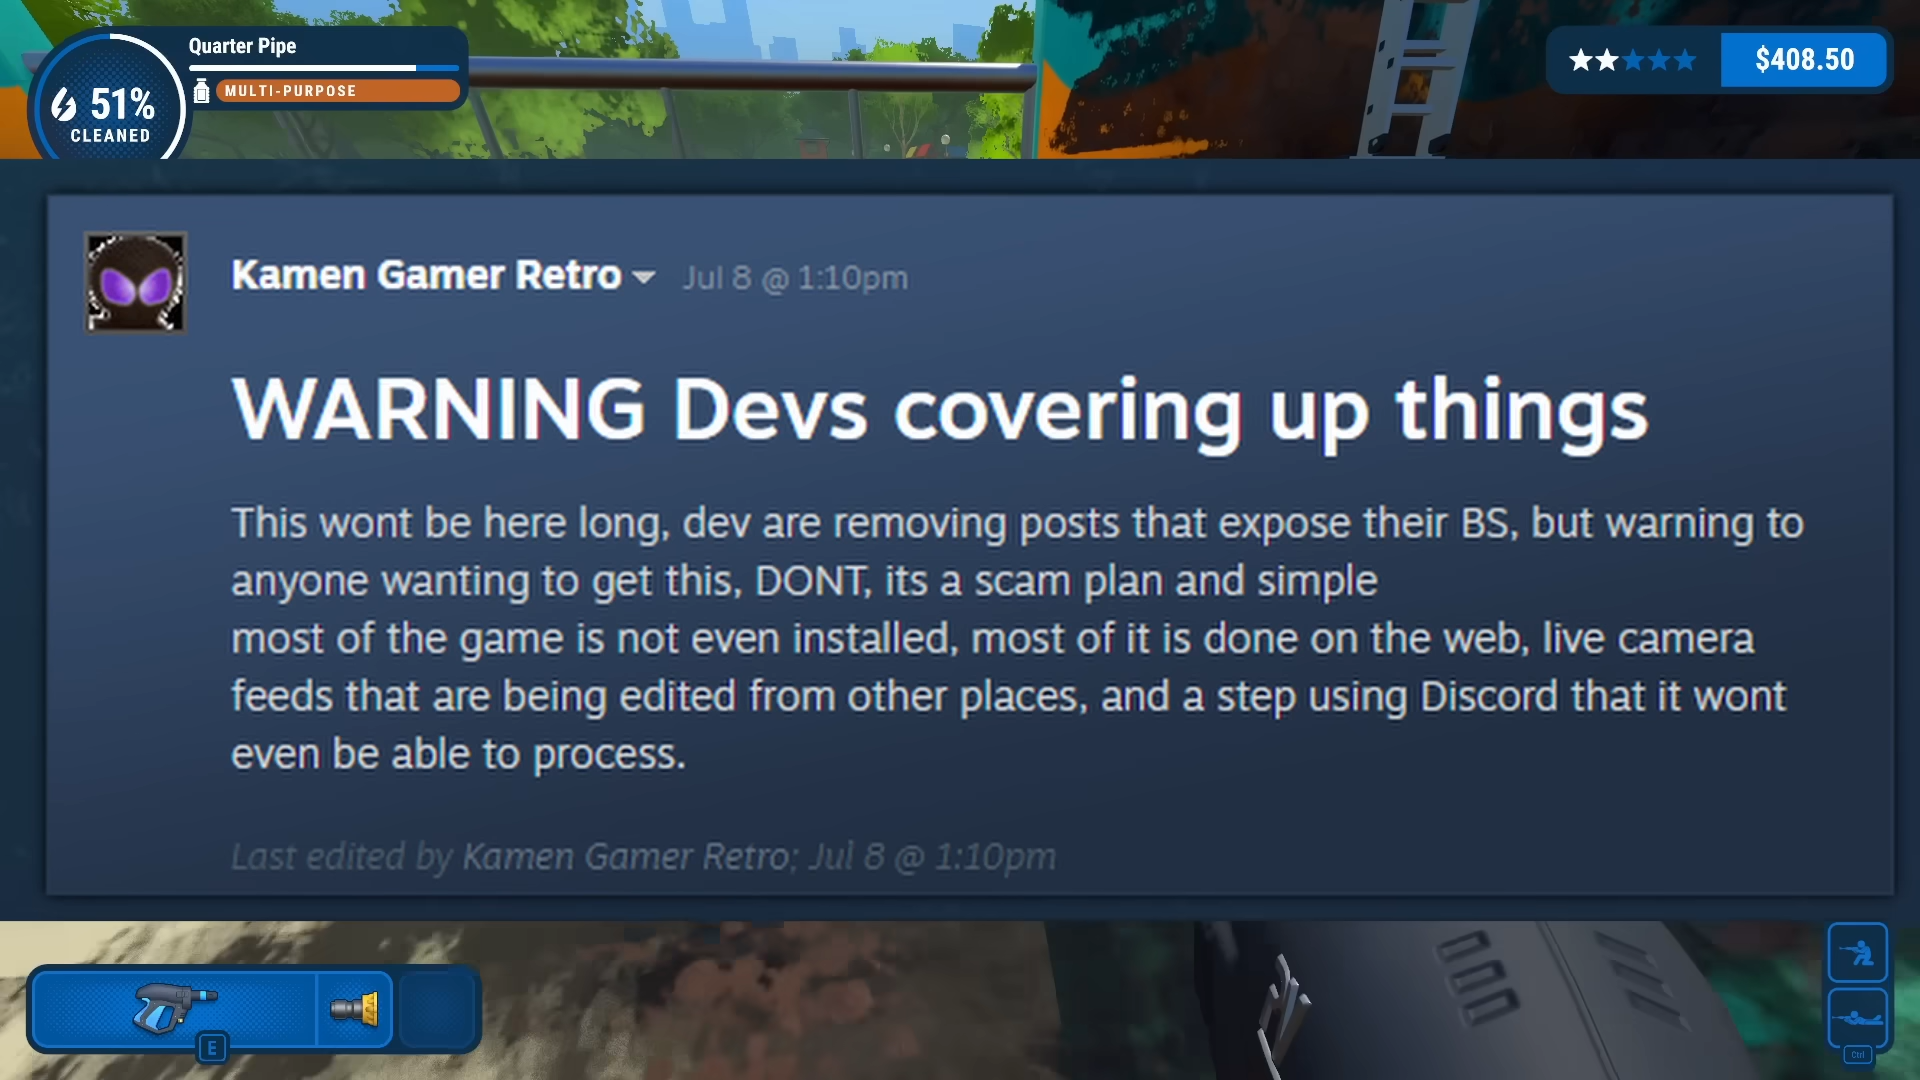 Quarter Pipe
MULTI-PURPOSE
51%
CLEANED
$408.50
Kamen Gamer Retro Jul 8 @ 1:10pm
WARNING Devs covering up things
This wont be here long, dev are removing posts that expose their BS, but warning to
anyone wanting to get this, DONT, its a scam plan and simple
most of the game is not even installed, most of it is done on the web, live camera
feeds that are being edited from other places, and a step using Discord that it wont
even be able to process.
Last edited by Kamen Gamer Retro; Jul 8 @ 1:10pm
E
Ctrl